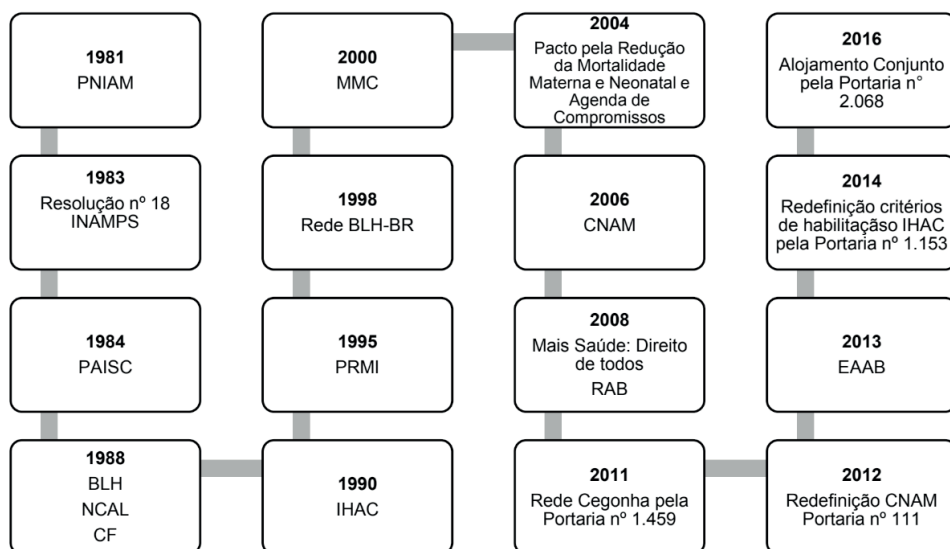 1981
PNIAM
1983
Resolução nº 18
INAMPS
1984
PAISC
1988
BLH
NCAL
CF
1990
IHAC
1995
PRMI
1998
Rede BLH-BR
2000
MMC
2004
Pacto pela Redução
da Mortalidade
Materna e Neonatal e
Agenda de
Compromissos
2006
CNAM
2008
Mais Saúde: Direito
de todos
RAB
2011
Rede Cegonha pela
Portaria nº 1.459
2012
Redefinição CNAM
Portaria nº 111
2013
EAAB
2014
Redefinição critérios
de habilitaçãso IHAC
pela Portaria nº 1.153
2016
Alojamento Conjunto
pela Portaria n°
2.068